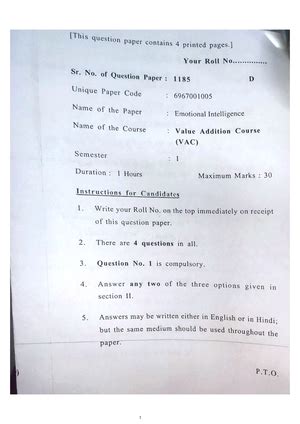 [This question paper contains 4 printed pages.]
Your Roll No...............
Sr. No. of Question Paper : 1185 D
Unique Paper Code : 6967001005
Name of the Paper : Emotional Intelligence
Name of the Course : Value Addition Course
(VAC)
Semester : 1
Duration : 1 Hours Maximum Marks : 30
Instructions for Candidates
1. Write your Roll No. on the top immediately on receipt
of this question paper.
2. There are 4 questions in all.
3. Question No. 1 is compulsory.
4. Answer any two of the three options given in
section II.
5. Answers may be written either in English or in Hindi;
but the same medium should be used throughout the
paper.
P.T.O.
1